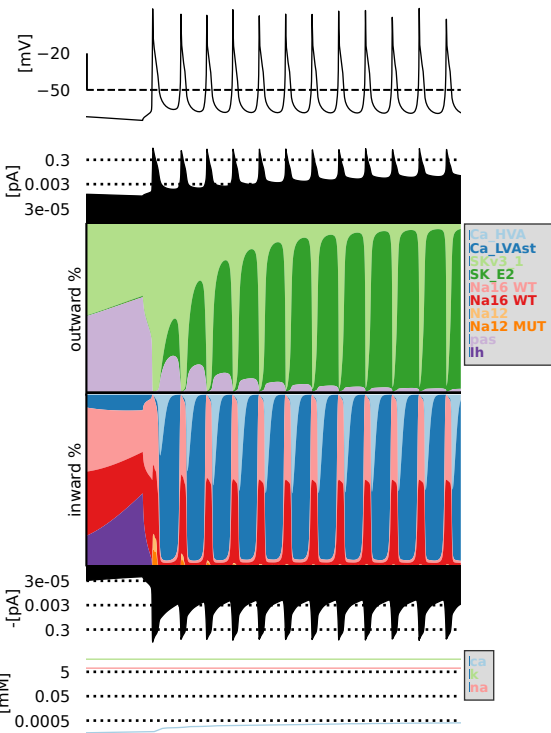 [mV]
−20
−50
[pA]
0.3
0.003
3e-05
outward %
Ca_HVA
Ca_LVAst
SKv3_1
SK_E2
Na16 WT
Na16 WT
Na12
Na12 MUT
pas
Ih
inward %
-[pA]
3e-05
0.003
0.3
[mM]
5
0.05
0.0005
ca
k
na